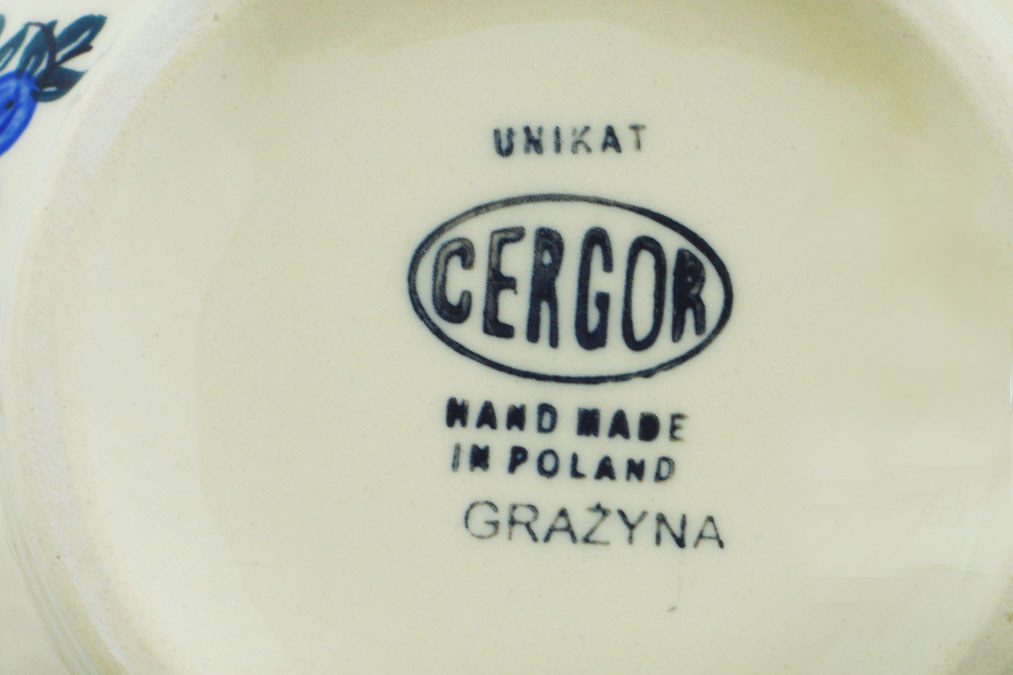 UNIKAT
CERGOR
HAND MADE
IN POLAND
GRAŻYNA